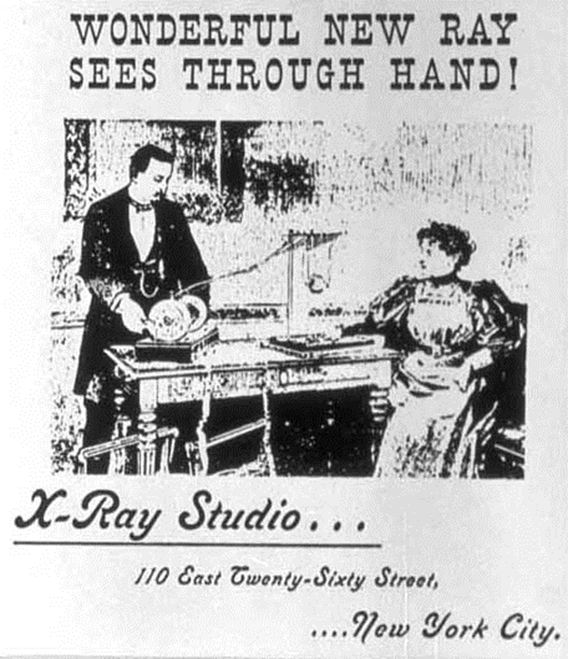 WONDERFUL NEW RAY
SEES THROUGH HAND!
X-Ray Studio...
110 East Twenty-Sixty Street,
....New York City.